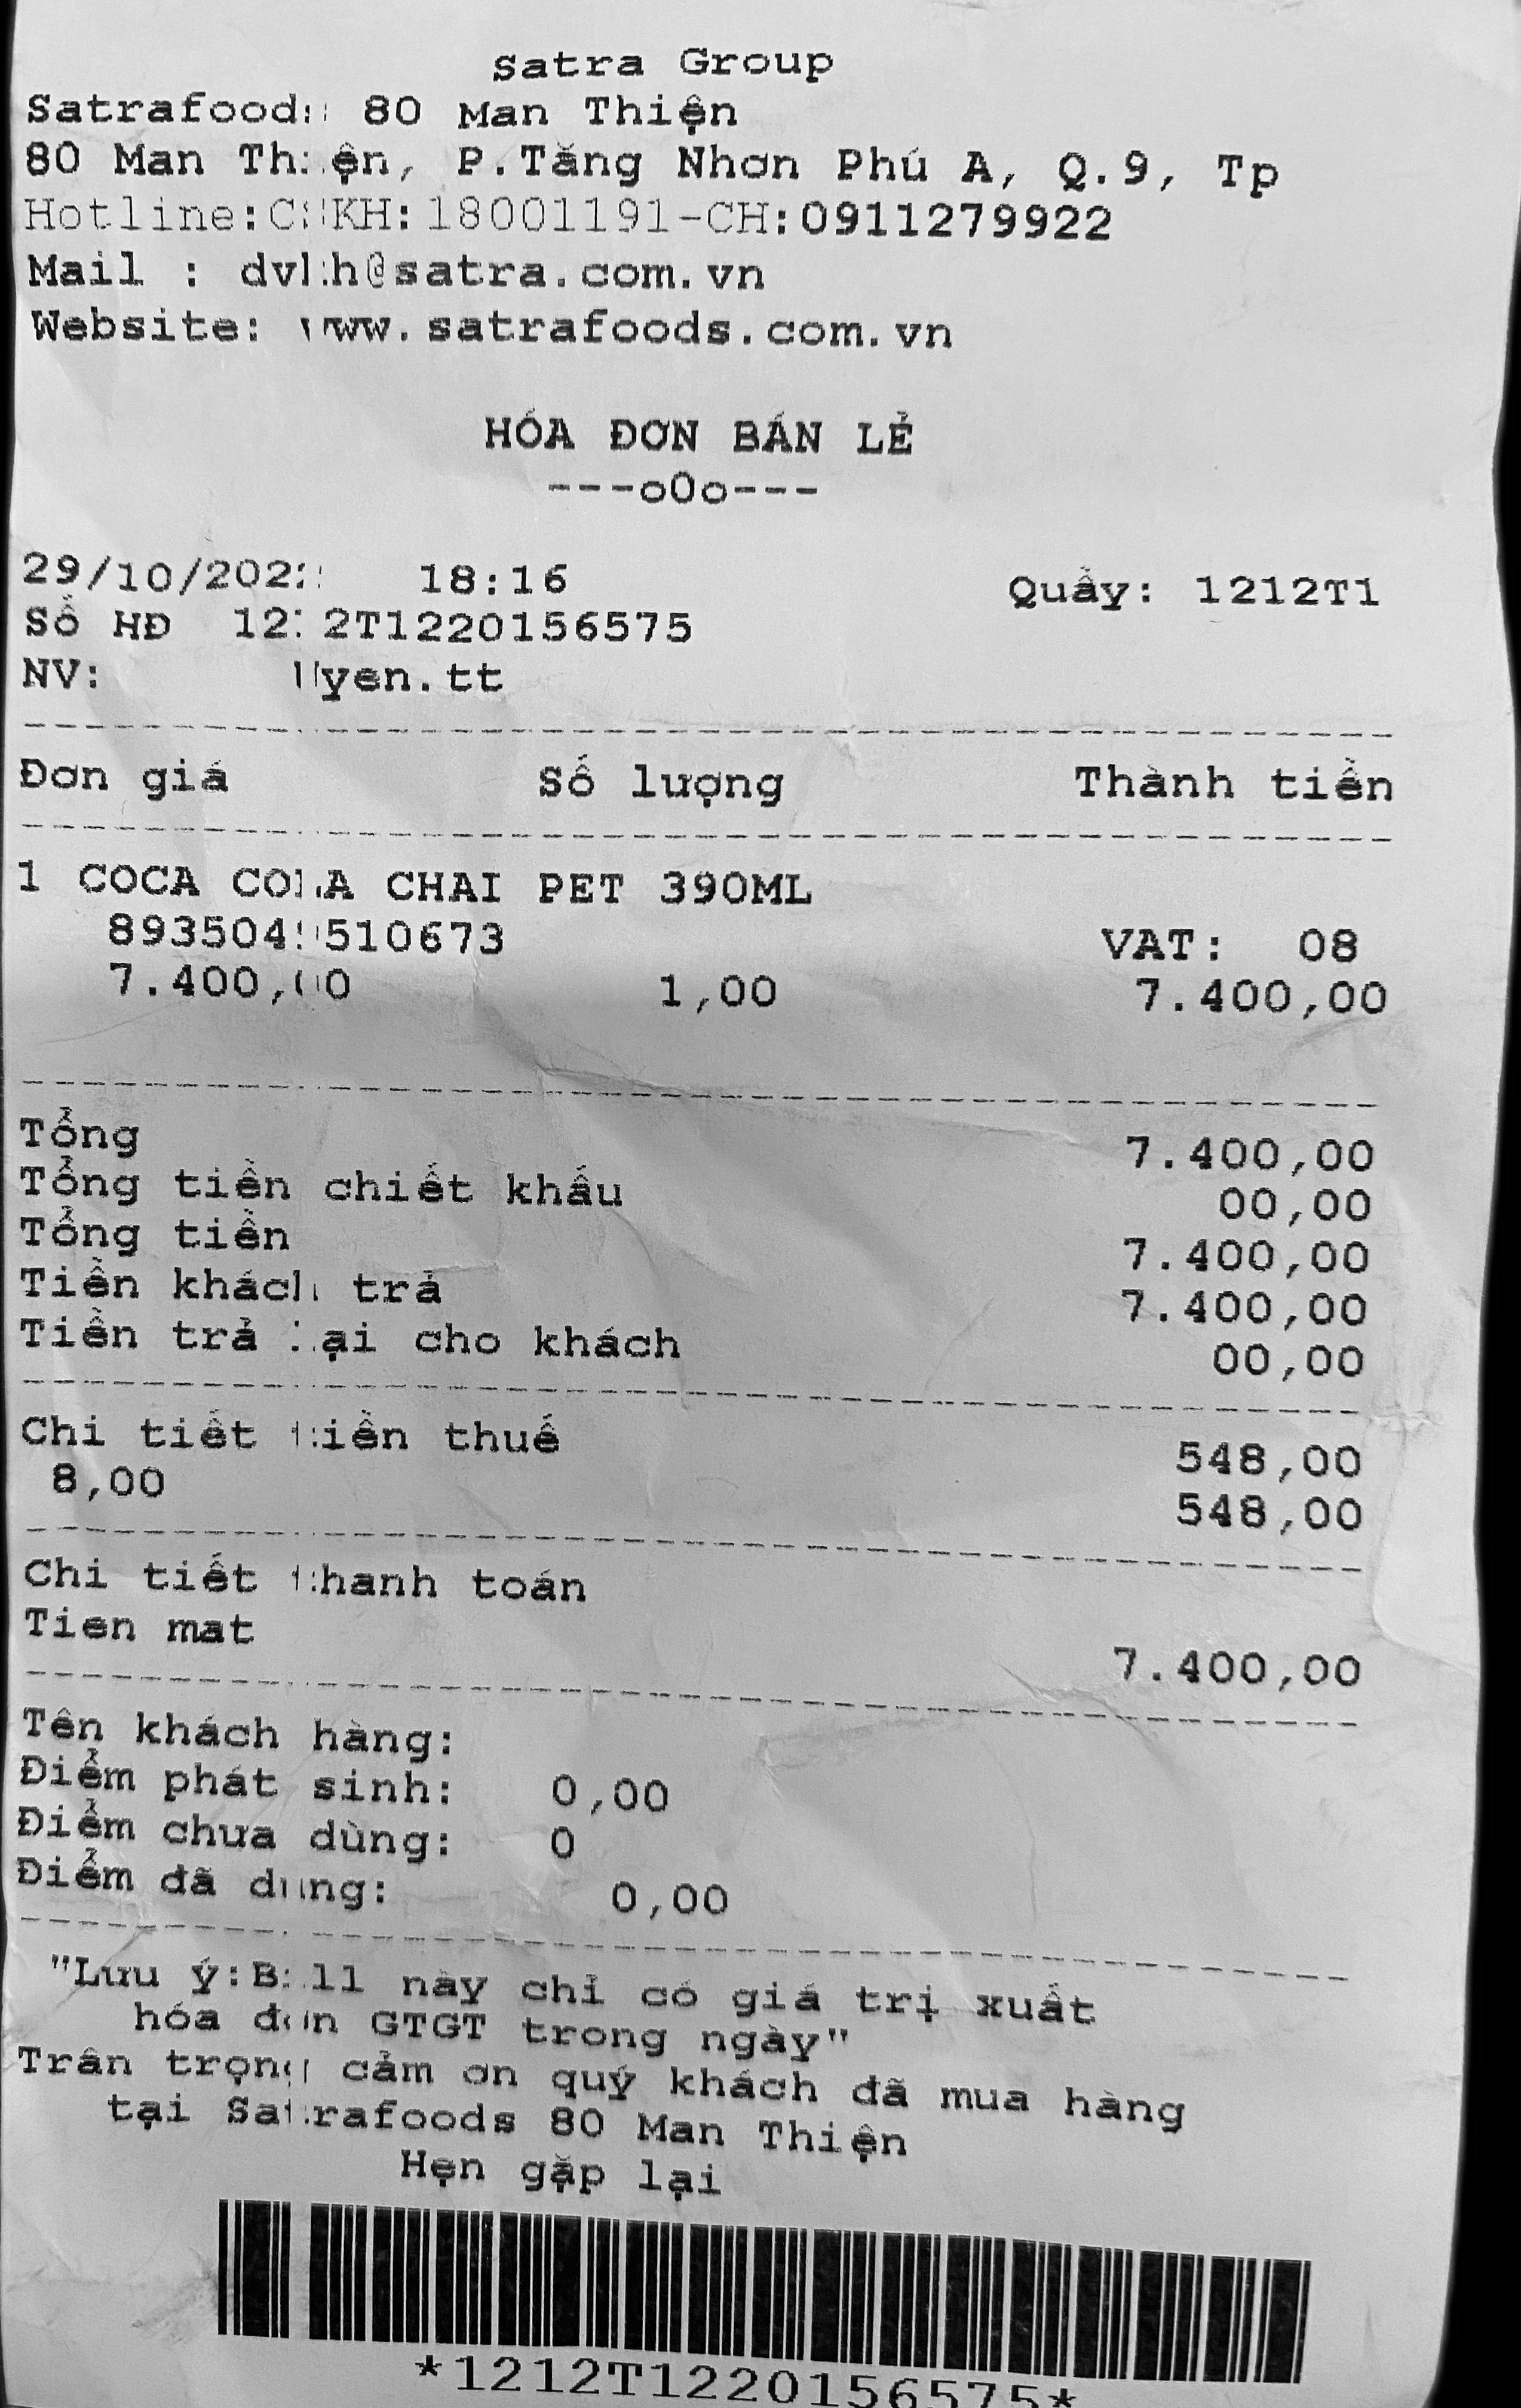 Satra Group
Satrafoods 80 Man Thiện
80 Man Thiện, P.Tăng Nhơn Phú A, Q.9, Tp
Hotline:CSKH:18001191-CH:0911279922
Mail : dvkh@satra.com.vn
Website: www.satrafoods.com.vn
HÓA ĐƠN BÁN LẺ
---oOo---
29/10/2022 18:16 Quầy: 1212T1
Số HĐ 1212T1220156575
NV: Uyen.tt
Đơn giá Số lượng Thành tiền
1 COCA COLA CHAI PET 390ML
8935049510673 VAT: 08
7.400,00 1,00 7.400,00
Tổng 7.400,00
Tổng tiền chiết khấu 00,00
Tổng tiền 7.400,00
Tiền khách trả 7.400,00
Tiền trả lại cho khách 00,00
Chi tiết tiền thuế 548,00
8,00 548,00
Chi tiết thanh toán
Tien mat 7.400,00
Tên khách hàng:
Điểm phát sinh: 0,00
Điểm chưa dùng: 0
Điểm đã dùng: 0,00
"Lưu ý:Bill này chỉ có giá trị xuất
hóa đơn GTGT trong ngày"
Trân trọng cảm ơn quý khách đã mua hàng
tại Satrafoods 80 Man Thiện
Hẹn gặp lại
*1212T1220156575*